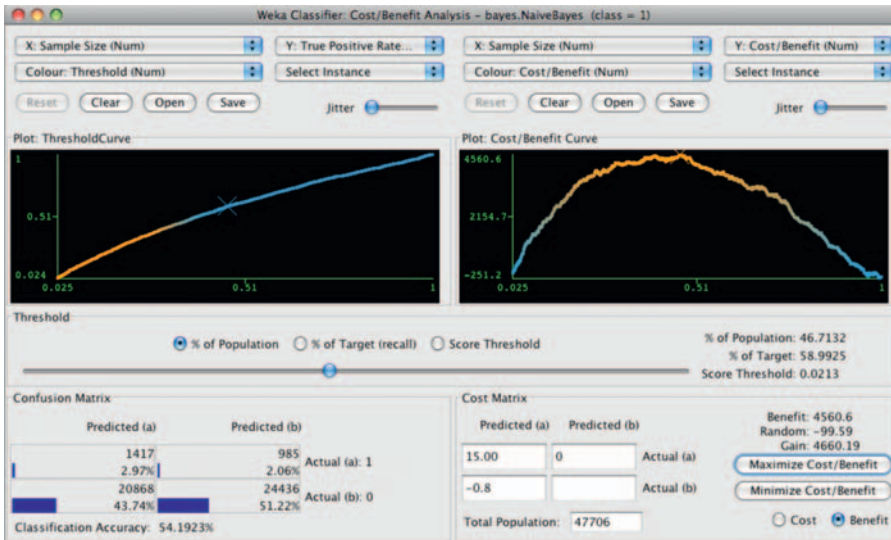 Weka Classifier: Cost/Benefit Analysis - bayes.NaiveBayes (class = 1)
X: Sample Size (Num) Y: True Positive Rate... X: Sample Size (Num) Y: Cost/Benefit (Num)
Colour: Threshold (Num) Select Instance Colour: Cost/Benefit (Num) Select Instance
Reset Clear Open Save Jitter Reset Clear Open Save Jitter
Plot: ThresholdCurve Plot: Cost/Benefit Curve
1 4560.6
0.51 2154.7
0.024 -251.2
0.025 0.51 1 0.025 0.51 1
Threshold
% of Population % of Target (recall) Score Threshold
% of Population: 46.7132
% of Target: 58.9925
Score Threshold: 0.0213
Confusion Matrix
Predicted (a) Predicted (b)
1417 985
2.97% 2.06%
Actual (a): 1
20868 24436
43.74% 51.22%
Actual (b): 0
Classification Accuracy: 54.1923%
Cost Matrix
Predicted (a) Predicted (b)
15.00 0 Actual (a)
-0.8 Actual (b)
Total Population: 47706
Benefit: 4560.6
Random: -99.59
Gain: 4660.19
Maximize Cost/Benefit
Minimize Cost/Benefit
Cost Benefit